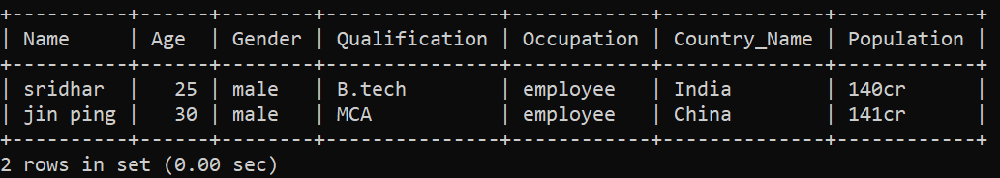 +----------+------+--------+---------------+------------+--------------+------------+
| Name     | Age  | Gender | Qualification | Occupation | Country_Name | Population |
+----------+------+--------+---------------+------------+--------------+------------+
| sridhar  |   25 | male   | B.tech        | employee   | India        | 140cr      |
| jin ping |   30 | male   | MCA           | employee   | China        | 141cr      |
+----------+------+--------+---------------+------------+--------------+------------+
2 rows in set (0.00 sec)